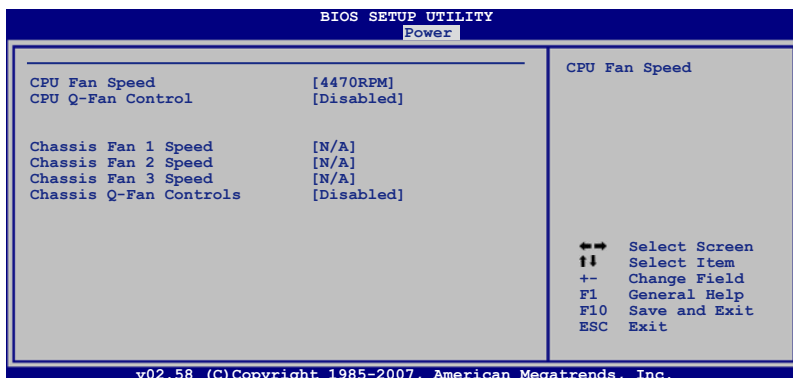 BIOS SETUP UTILITY
Power
CPU Fan Speed [4470RPM]
CPU Q-Fan Control [Disabled]
Chassis Fan 1 Speed [N/A]
Chassis Fan 2 Speed [N/A]
Chassis Fan 3 Speed [N/A]
Chassis Q-Fan Controls [Disabled]
CPU Fan Speed
←→ Select Screen
↑↓ Select Item
+- Change Field
F1 General Help
F10 Save and Exit
ESC Exit
v02.58 (C)Copyright 1985-2007, American Megatrends, Inc.